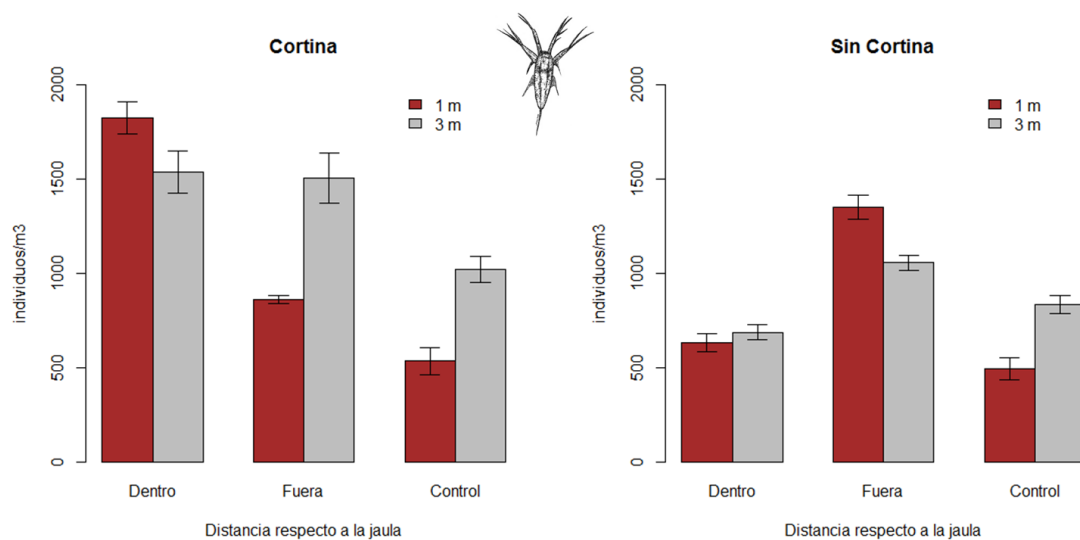 Cortina
individuos/m3
2000
1500
1000
500
0
1 m
3 m
Dentro
Fuera
Control
Distancia respecto a la jaula
Sin Cortina
individuos/m3
2000
1500
1000
500
0
1 m
3 m
Dentro
Fuera
Control
Distancia respecto a la jaula